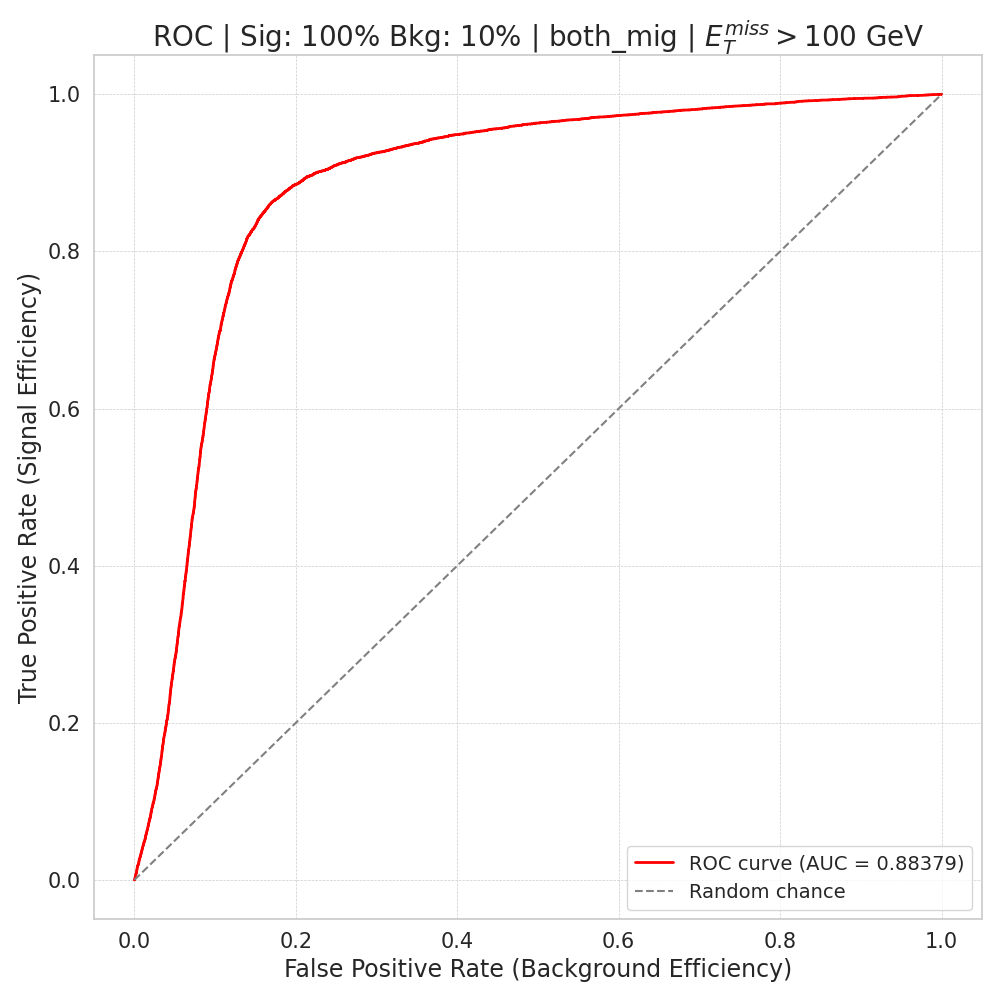 ROC | Sig: 100% Bkg: 10% | both_mig | $E_T^{miss} > 100$ GeV
True Positive Rate (Signal Efficiency)
1.0
0.8
0.6
0.4
0.2
0.0
ROC curve (AUC = 0.88379)
Random chance
0.0 0.2 0.4 0.6 0.8 1.0
False Positive Rate (Background Efficiency)